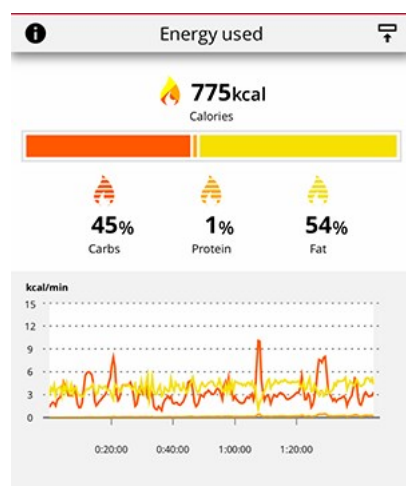 Energy used
775kcal
Calories
45% 1% 54%
Carbs Protein Fat
kcal/min
15
12
9
6
3
0
0:20:00 0:40:00 1:00:00 1:20:00